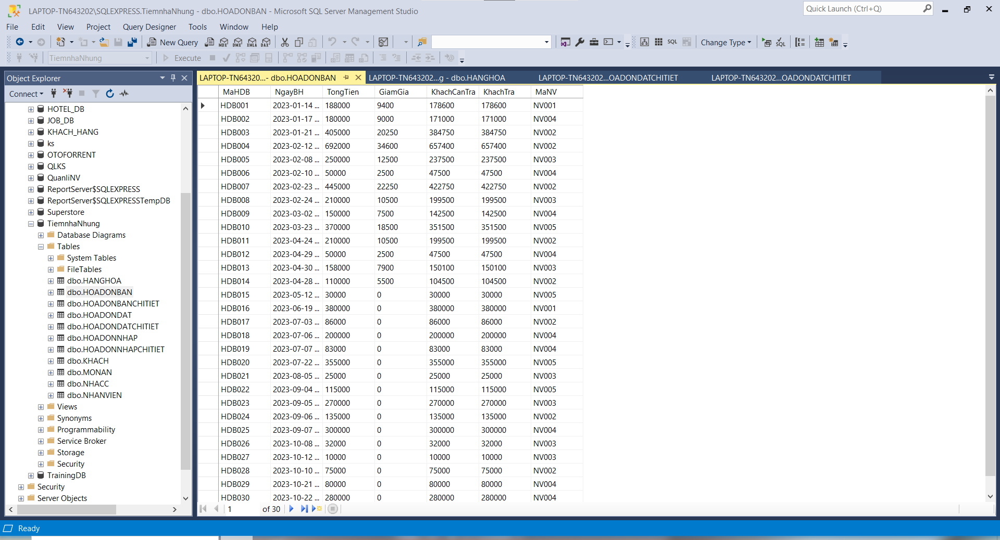 LAPTOP-TN643202\SQLEXPRESS.TiemnhaNhung - dbo.HOADONBAN - Microsoft SQL Server Management Studio
Quick Launch (Ctrl+Q)
File Edit View Project Query Designer Tools Window Help
New Query MDX DMX XMLA DAX SQL Change Type SQL
TiemnhaNhung Execute
Object Explorer
Connect
HOTEL_DB
JOB_DB
KHACH_HANG
ks
OTOFORRENT
QLKS
QuanliNV
ReportServer$SQLEXPRESS
ReportServer$SQLEXPRESSTempDB
Superstore
TiemnhaNhung
Database Diagrams
Tables
System Tables
FileTables
dbo.HANGHOA
dbo.HOADONBAN
dbo.HOADONBANCHITIET
dbo.HOADONDAT
dbo.HOADONDATCHITIET
dbo.HOADONNHAP
dbo.HOADONNHAPCHITIET
dbo.KHACH
dbo.MONAN
dbo.NHACC
dbo.NHANVIEN
Views
Synonyms
Programmability
Service Broker
Storage
Security
TrainingDB
Security
Server Objects
LAPTOP-TN64320...- dbo.HOADONBAN LAPTOP-TN643202...g - dbo.HANGHOA LAPTOP-TN643202...OADONDATCHITIET LAPTOP-TN643202...OADONDATCHITIET
MaHDB NgayBH TongTien GiamGia KhachCanTra KhachTra MaNV
HDB001 2023-01-14 ... 188000 9400 178600 178600 NV001
HDB002 2023-01-17 ... 180000 9000 171000 171000 NV004
HDB003 2023-01-21 ... 405000 20250 384750 384750 NV002
HDB004 2023-02-12 ... 692000 34600 657400 657400 NV002
HDB005 2023-02-08 ... 250000 12500 237500 237500 NV003
HDB006 2023-02-10 ... 50000 2500 47500 47500 NV004
HDB007 2023-02-23 ... 445000 22250 422750 422750 NV002
HDB008 2023-02-24 ... 210000 10500 199500 199500 NV003
HDB009 2023-03-02 ... 150000 7500 142500 142500 NV004
HDB010 2023-03-23 ... 370000 18500 351500 351500 NV005
HDB011 2023-04-24 ... 210000 10500 199500 199500 NV002
HDB012 2023-04-29 ... 50000 2500 47500 47500 NV004
HDB013 2023-04-30 ... 158000 7900 150100 150100 NV003
HDB014 2023-04-28 ... 110000 5500 104500 104500 NV002
HDB015 2023-05-12 ... 30000 0 30000 30000 NV005
HDB016 2023-06-19 ... 380000 0 380000 380000 NV001
HDB017 2023-07-03 ... 86000 0 86000 86000 NV002
HDB018 2023-07-06 ... 200000 0 200000 200000 NV004
HDB019 2023-07-07 ... 83000 0 83000 83000 NV004
HDB020 2023-07-22 ... 355000 0 355000 355000 NV005
HDB021 2023-08-05 ... 25000 0 25000 25000 NV003
HDB022 2023-09-04 ... 115000 0 115000 115000 NV005
HDB023 2023-09-05 ... 270000 0 270000 270000 NV003
HDB024 2023-09-06 ... 135000 0 135000 135000 NV002
HDB025 2023-09-07 ... 300000 0 300000 300000 NV004
HDB026 2023-10-08 ... 32000 0 32000 32000 NV003
HDB027 2023-10-12 ... 10000 0 10000 10000 NV003
HDB028 2023-10-10 ... 75000 0 75000 75000 NV002
HDB029 2023-10-21 ... 80000 0 80000 80000 NV004
HDB030 2023-10-22 ... 280000 0 280000 280000 NV004
1 of 30
Ready